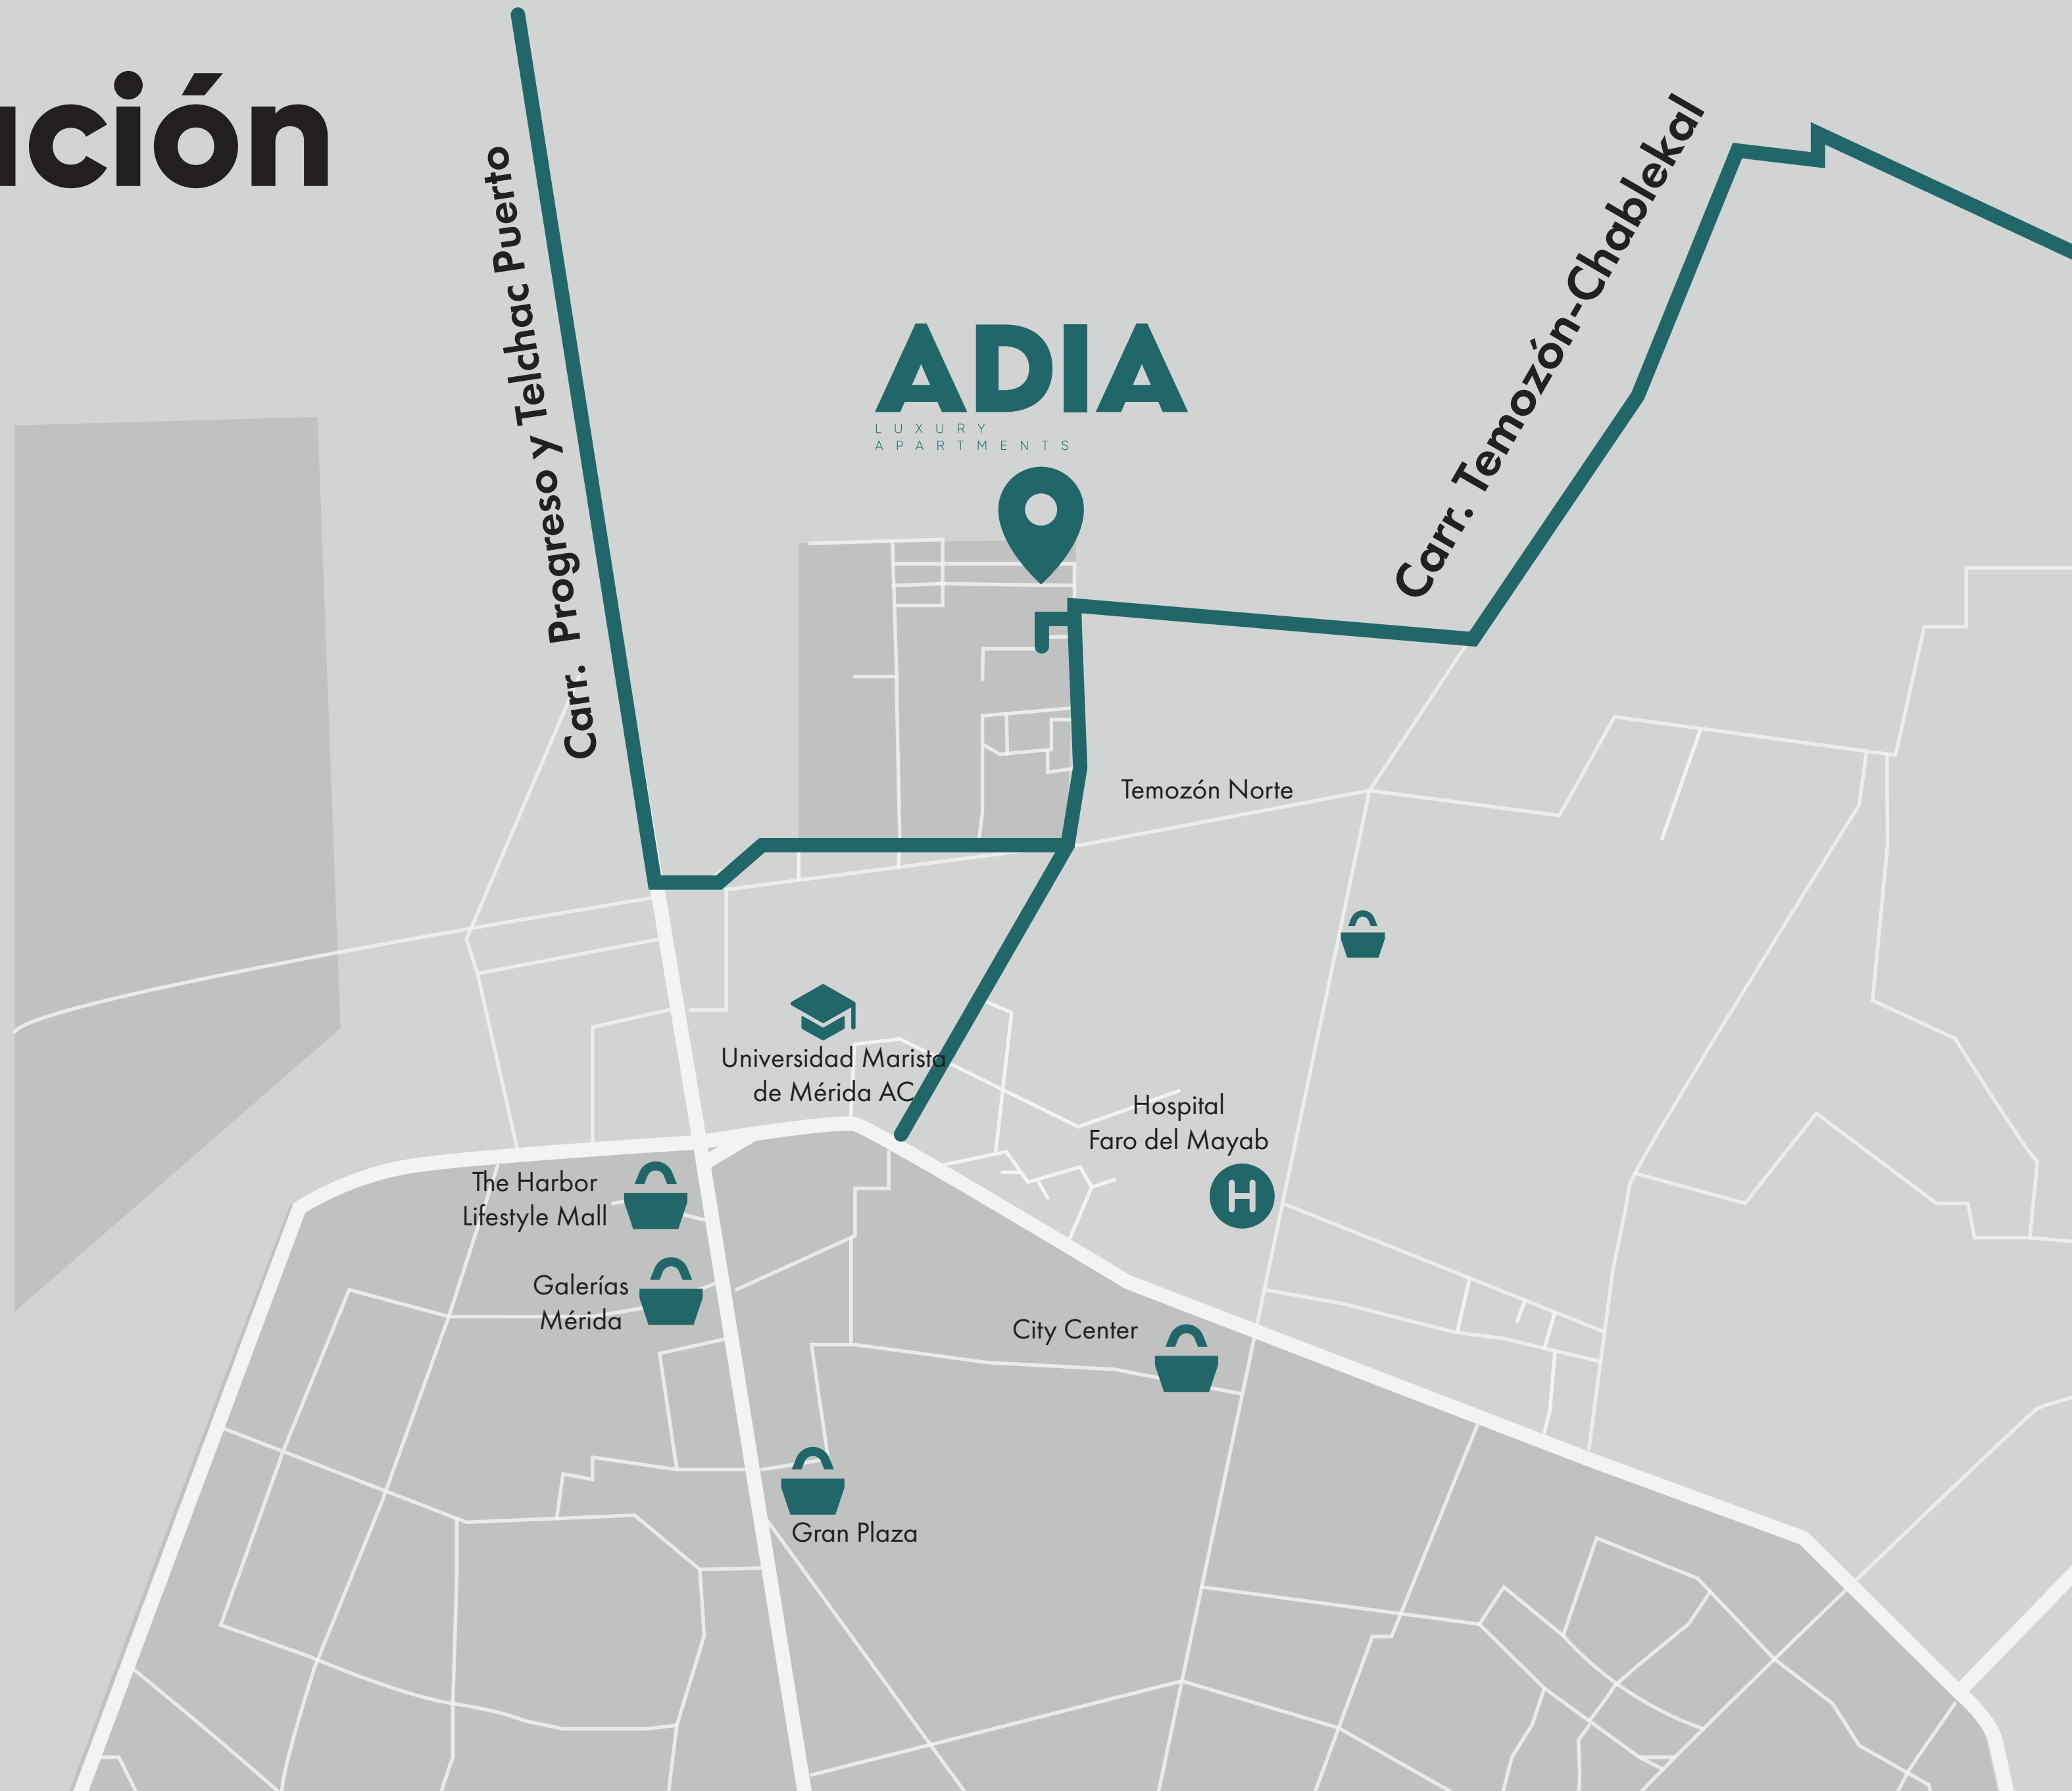 ación
Carr. Progreso y Telchac Puerto
Carr. Temozón-Chablekal
ADIA
LUXURY
APARTMENTS
Temozón Norte
Universidad Marista
de Mérida AC
Hospital
Faro del Mayab
H
The Harbor
Lifestyle Mall
Galerías
Mérida
City Center
Gran Plaza